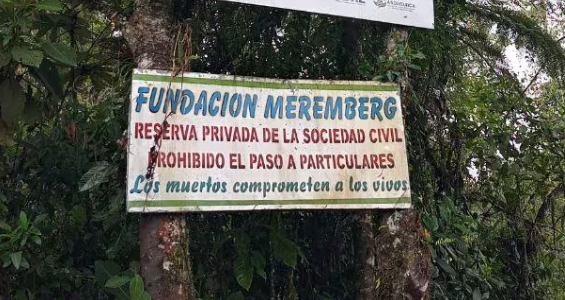 FUNDACION MEREMBERG
RESERVA PRIVADA DE LA SOCIEDAD CIVIL
PROHIBIDO EL PASO A PARTICULARES
Los muertos comprometen a los vivos